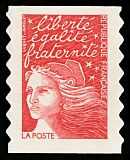 liberté
égalité
fraternité
RÉPUBLIQUE FRANÇAISE
LA POSTE